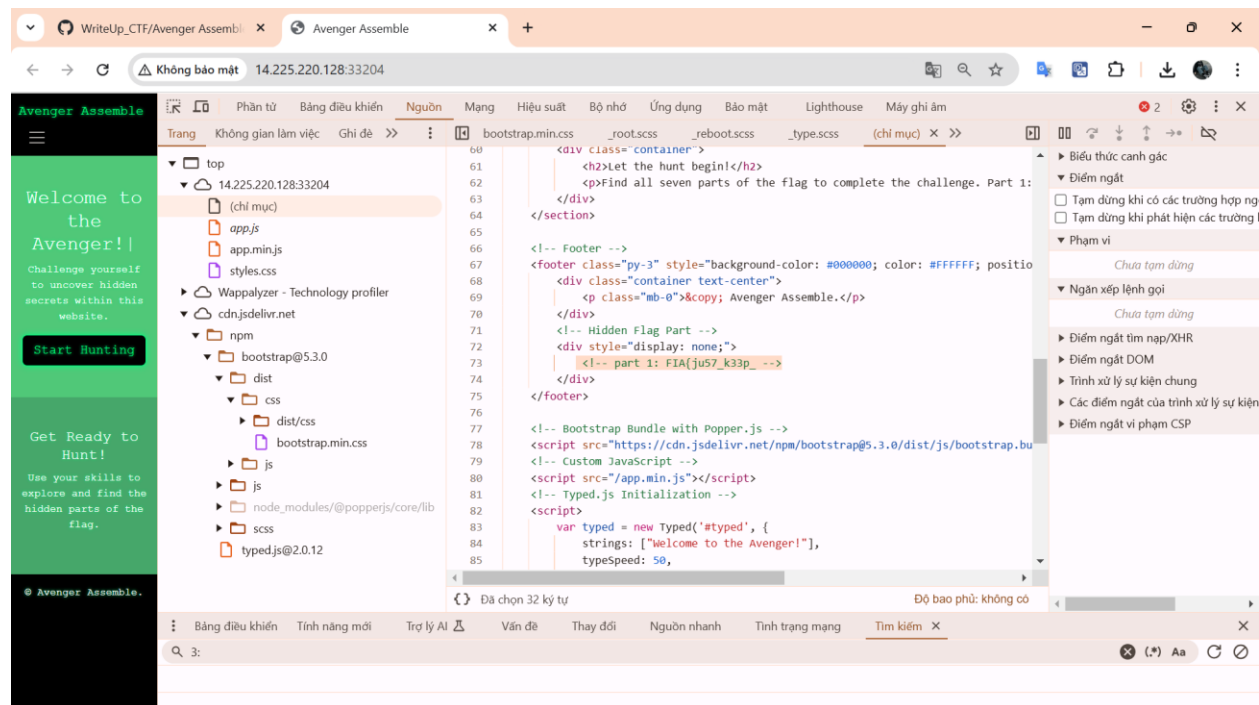 WriteUp_CTF/Avenger Assembl
Avenger Assemble
Không bảo mật 14.225.220.128:33204
Avenger Assemble
Phần tử Bảng điều khiển Nguồn Mạng Hiệu suất Bộ nhớ Ứng dụng Bảo mật Lighthouse Máy ghi âm 2
Trang Không gian làm việc Ghi đè
bootstrap.min.css _root.scss _reboot.scss _type.scss (chỉ mục)
Welcome to
the
Avenger!|
Challenge yourself
to uncover hidden
secrets within this
website.
Start Hunting
Get Ready to
Hunt!
Use your skills to
explore and find the
hidden parts of the
flag.
© Avenger Assemble.
top
14.225.220.128:33204
(chỉ mục)
app.js
app.min.js
styles.css
Wappalyzer - Technology profiler
cdn.jsdelivr.net
npm
bootstrap@5.3.0
dist
css
dist/css
bootstrap.min.css
js
js
node_modules/@popperjs/core/lib
scss
typed.js@2.0.12
60 <div class="container">
61 <h2>Let the hunt begin!</h2>
62 <p>Find all seven parts of the flag to complete the challenge. Part 1:
63 </div>
64 </section>
65
66 <!-- Footer -->
67 <footer class="py-3" style="background-color: #000000; color: #FFFFFF; positio
68 <div class="container text-center">
69 <p class="mb-0">&copy; Avenger Assemble.</p>
70 </div>
71 <!-- Hidden Flag Part -->
72 <div style="display: none;">
73 <!-- part 1: FIA{ju57_k33p_ -->
74 </div>
75 </footer>
76
77 <!-- Bootstrap Bundle with Popper.js -->
78 <script src="https://cdn.jsdelivr.net/npm/bootstrap@5.3.0/dist/js/bootstrap.bu
79 <!-- Custom JavaScript -->
80 <script src="/app.min.js"></script>
81 <!-- Typed.js Initialization -->
82 <script>
83 var typed = new Typed('#typed', {
84 strings: ["Welcome to the Avenger!"],
85 typeSpeed: 50,
{} Đã chọn 32 ký tự Độ bao phủ: không có
Biểu thức canh gác
Điểm ngắt
Tạm dừng khi có các trường hợp ng
Tạm dừng khi phát hiện các trường
Phạm vi
Chưa tạm dừng
Ngăn xếp lệnh gọi
Chưa tạm dừng
Điểm ngắt tìm nạp/XHR
Điểm ngắt DOM
Trình xử lý sự kiện chung
Các điểm ngắt của trình xử lý sự kiện
Điểm ngắt vi phạm CSP
Bảng điều khiển Tính năng mới Trợ lý AI Vấn đề Thay đổi Nguồn nhanh Tình trạng mạng Tìm kiếm
3: (.*) Aa